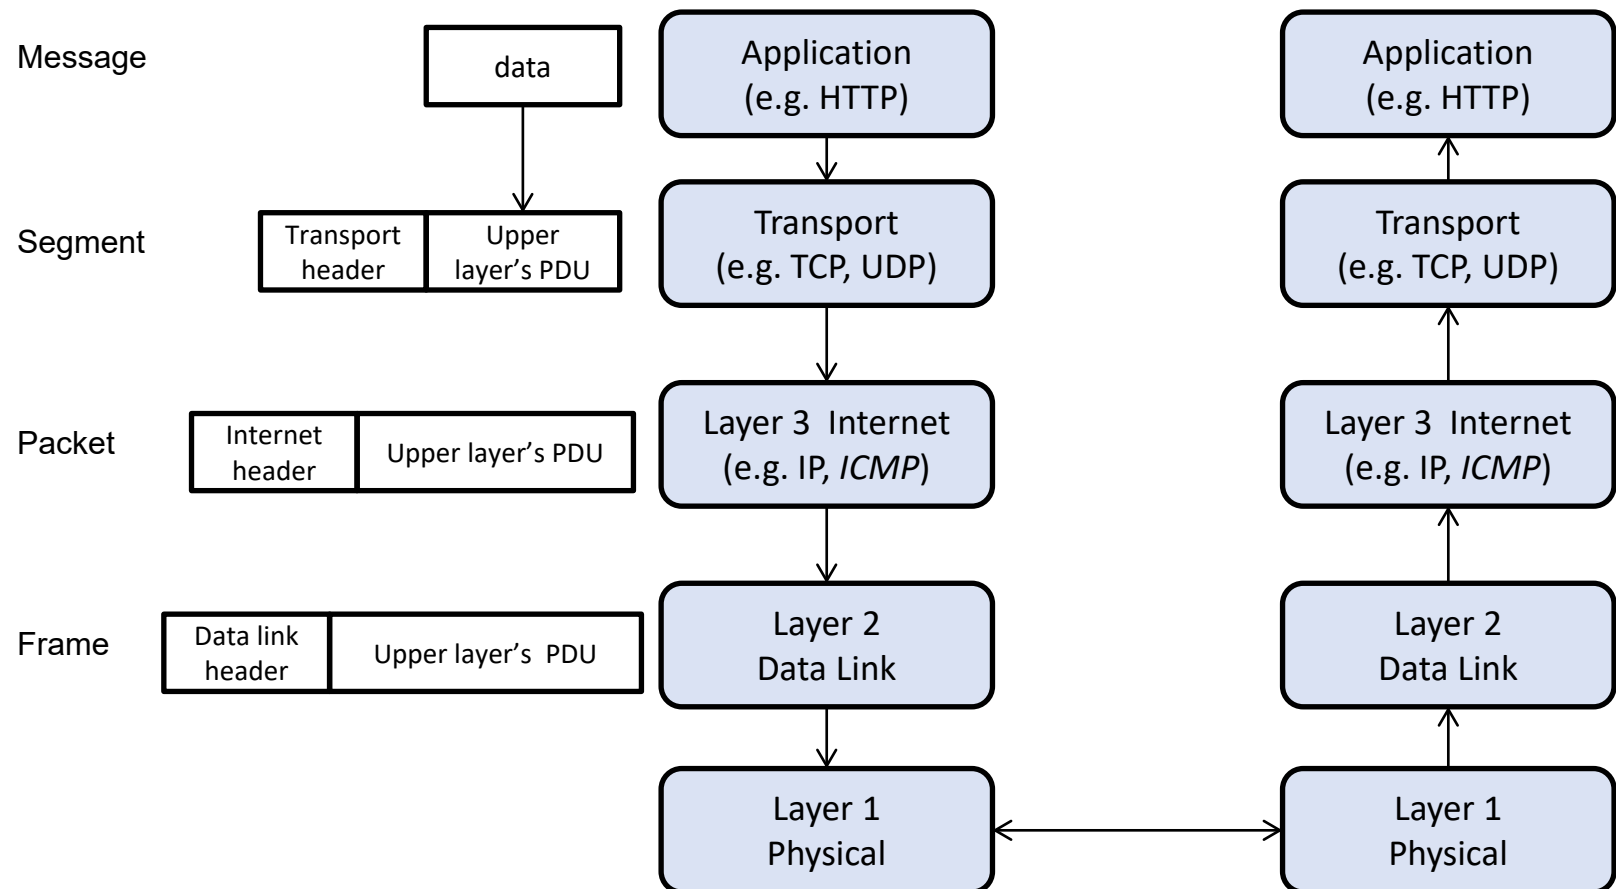 Message
data
Application
(e.g. HTTP)
Application
(e.g. HTTP)
Segment
Transport
header
Upper
layer’s PDU
Transport
(e.g. TCP, UDP)
Transport
(e.g. TCP, UDP)
Packet
Internet
header
Upper layer’s PDU
Layer 3  Internet
(e.g. IP, ICMP)
Layer 3  Internet
(e.g. IP, ICMP)
Frame
Data link
header
Upper layer’s  PDU
Layer 2
Data Link
Layer 2
Data Link
Layer 1
Physical
Layer 1
Physical